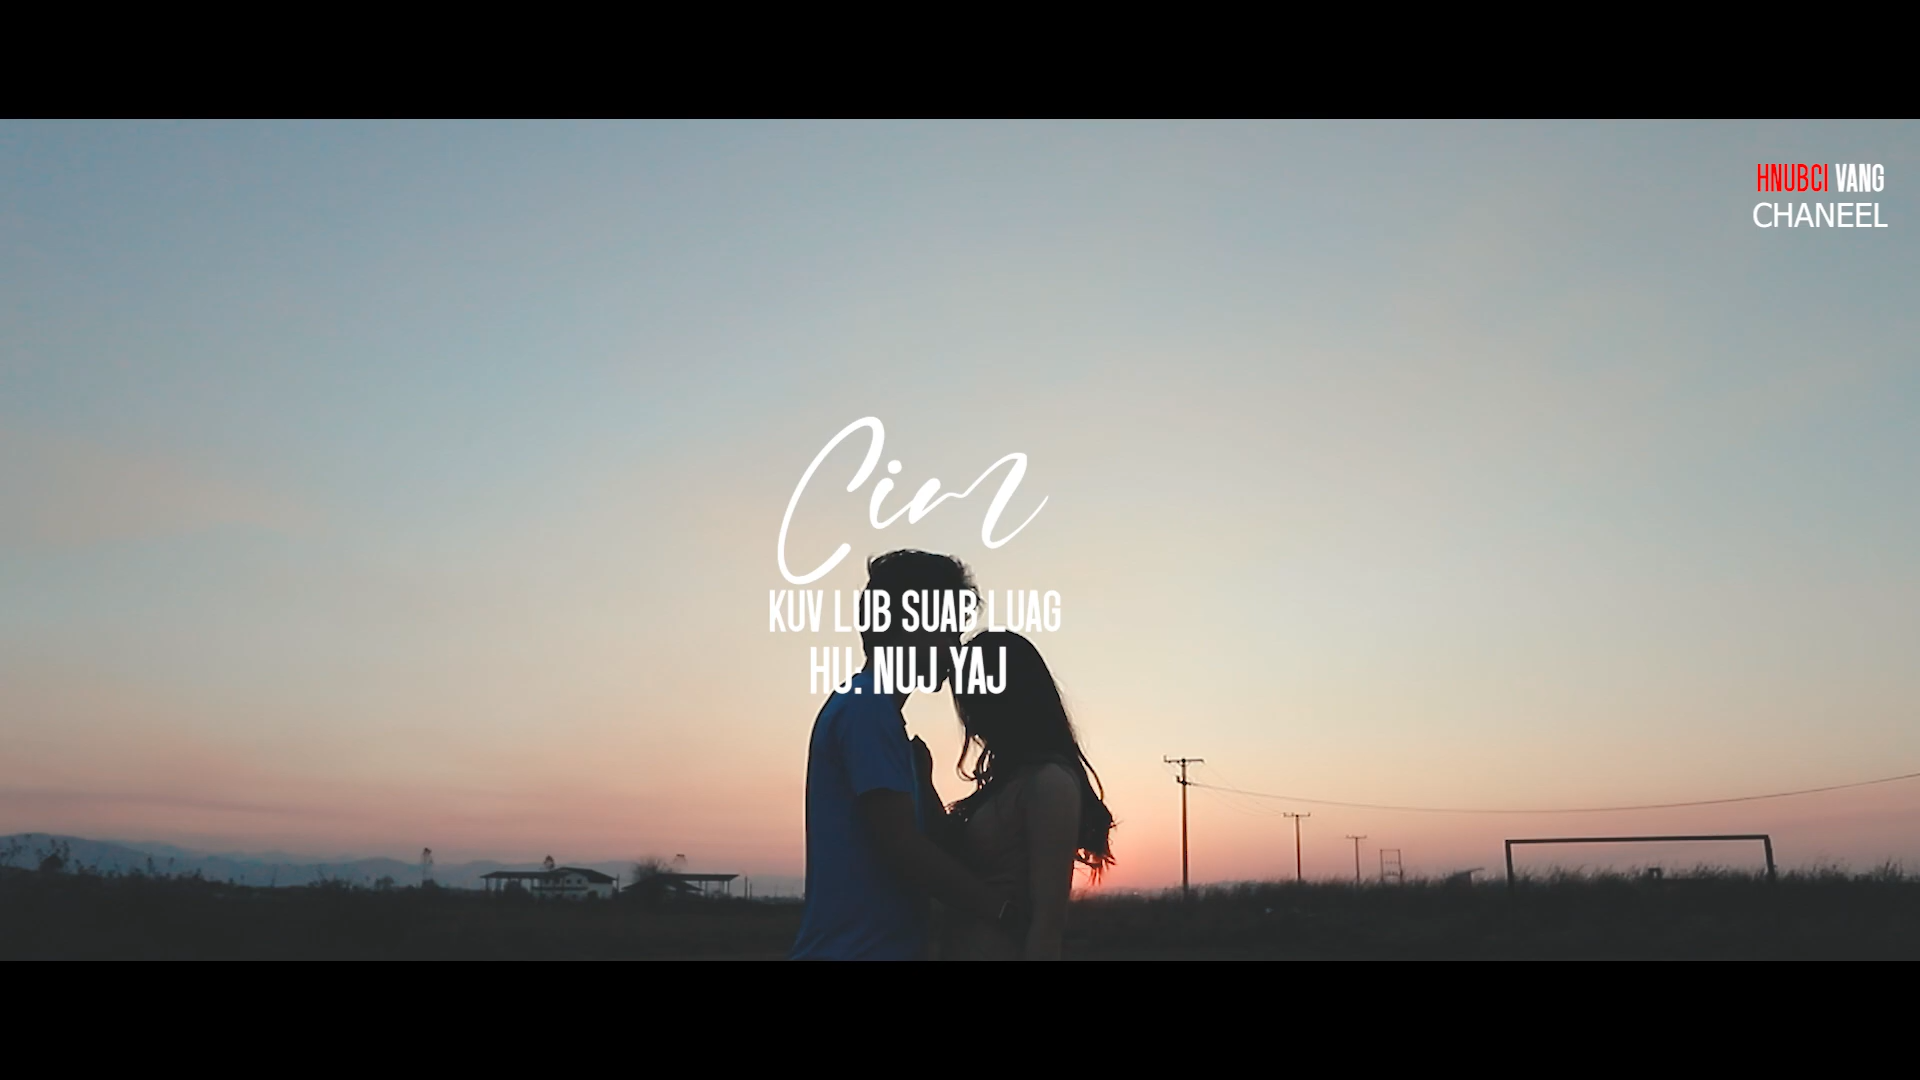 HNUBCI VANG
CHANEEL
Cim
KUV LUB SUAB LUAG
HU: NUJ YAJ